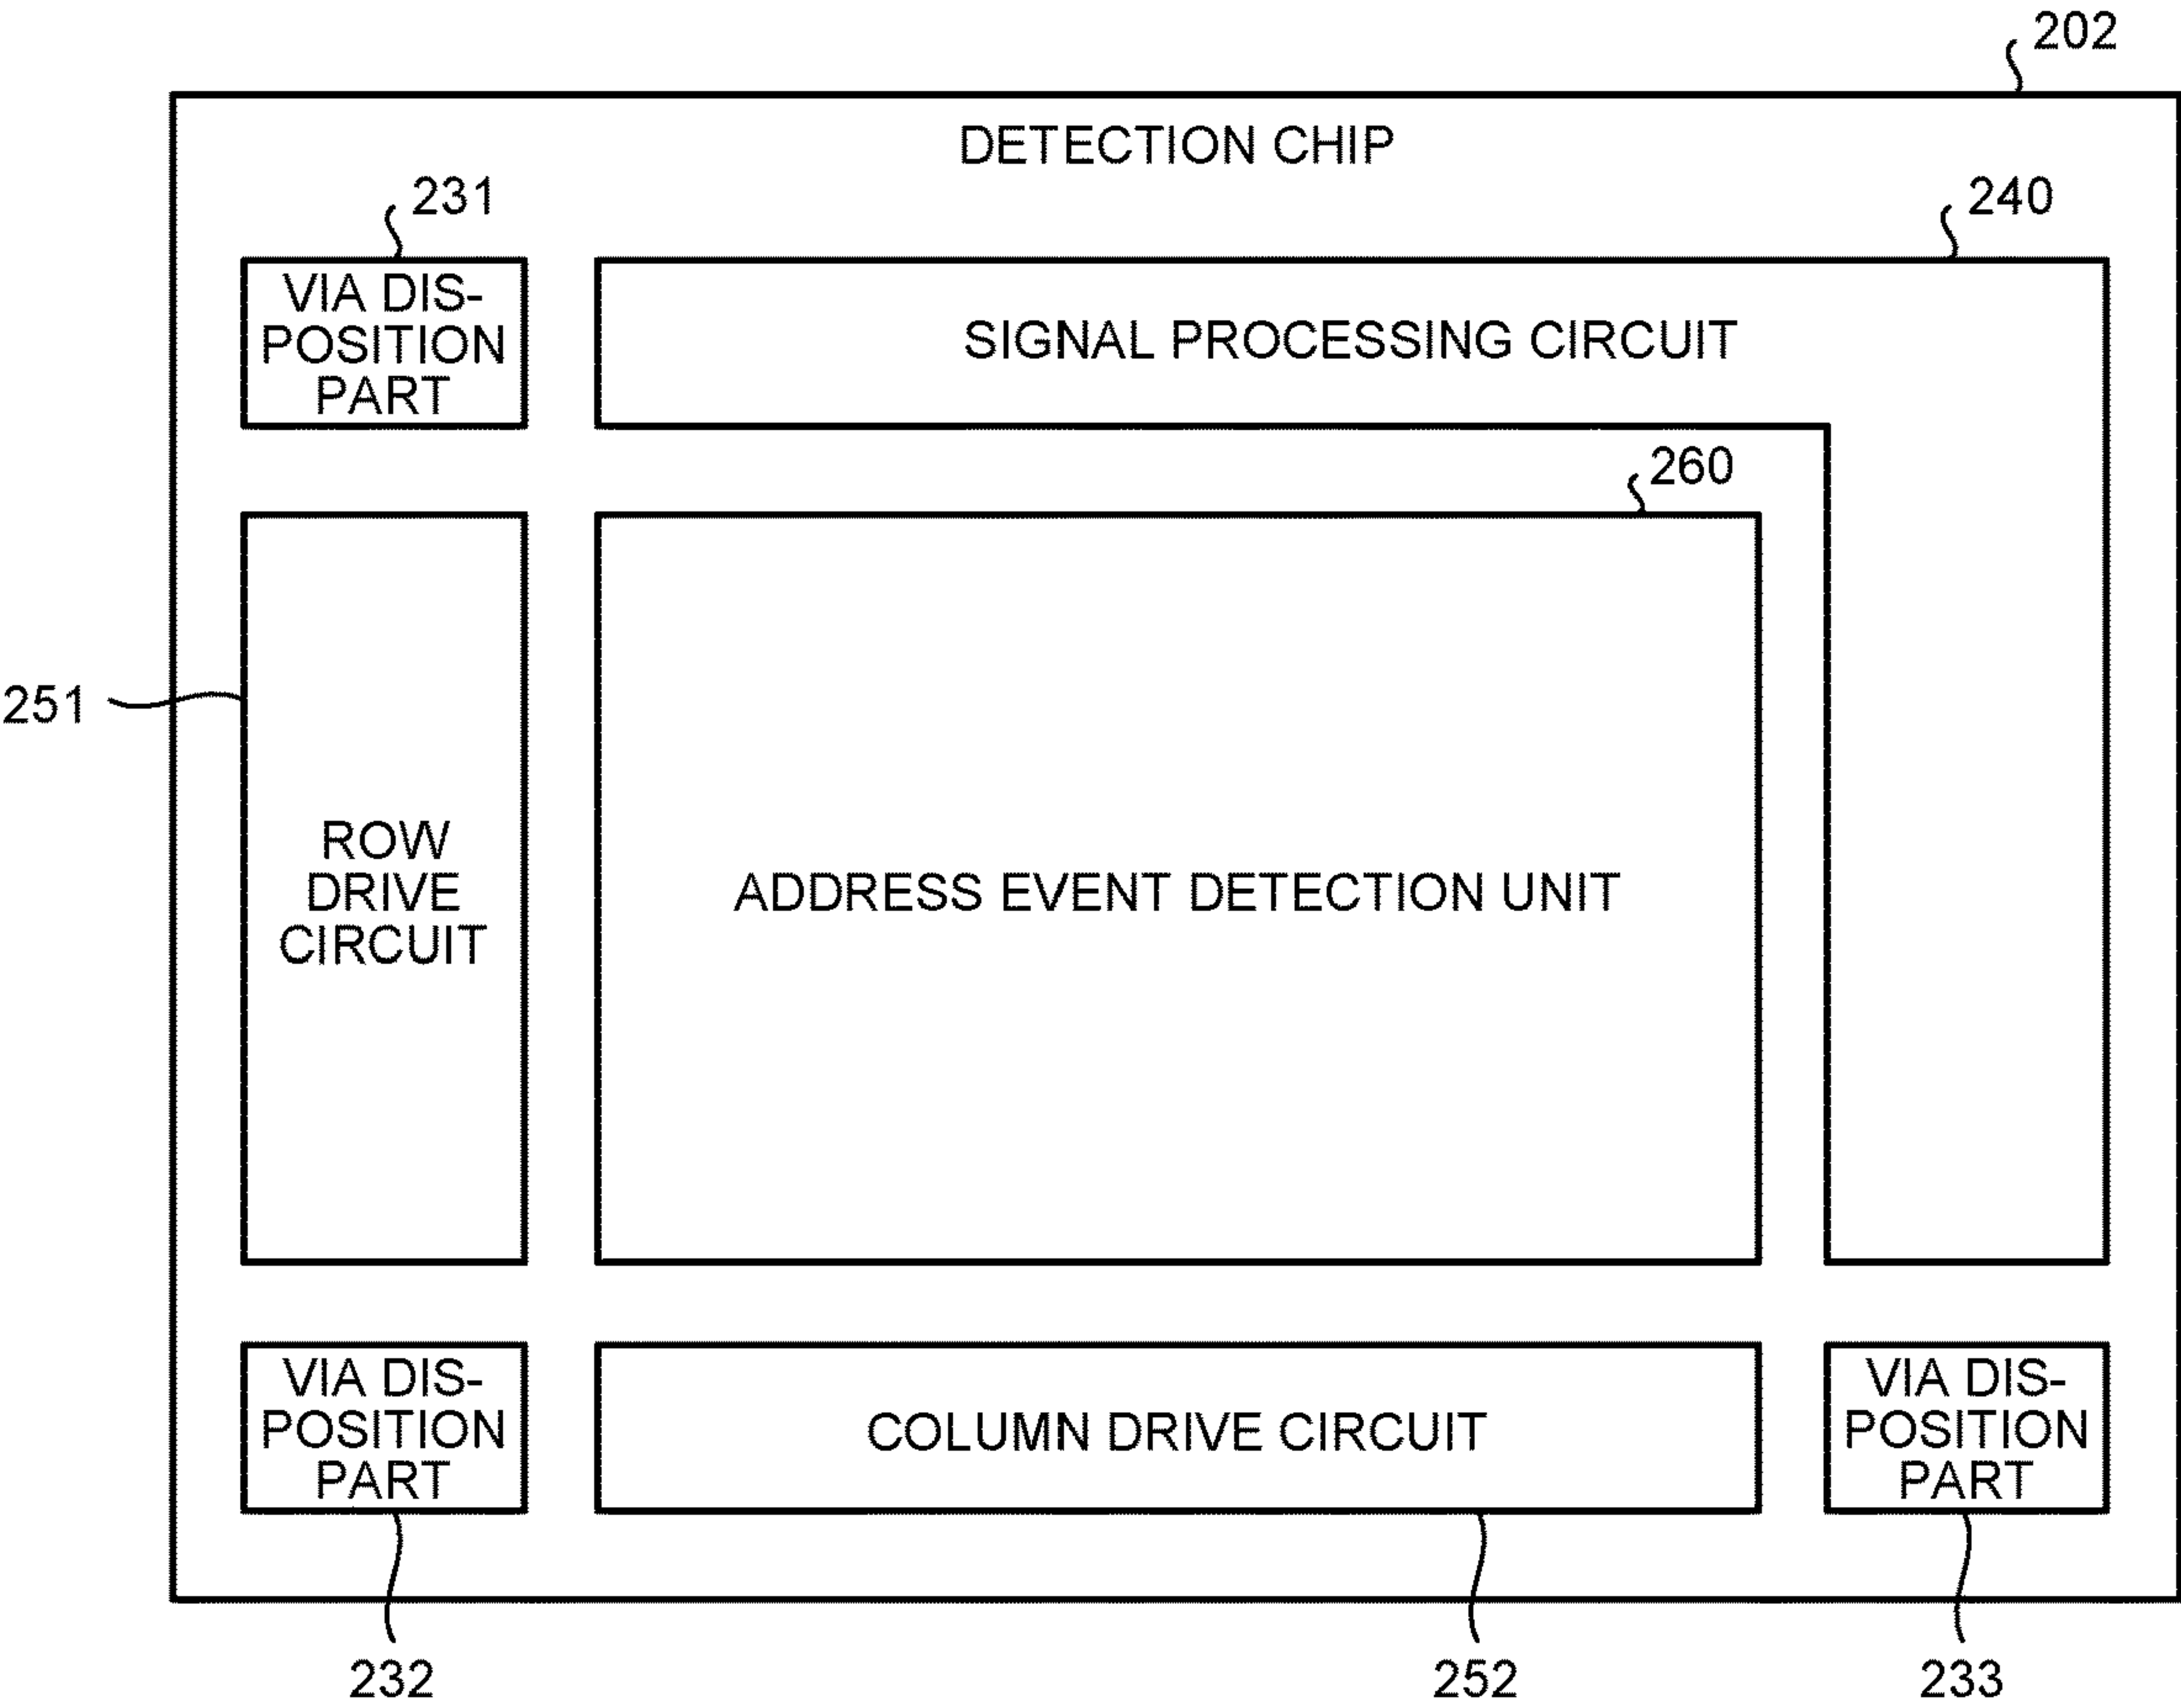 202
DETECTION CHIP
231
240
VIA DIS-
POSITION
PART
SIGNAL PROCESSING CIRCUIT
260
251
ROW
DRIVE
CIRCUIT
ADDRESS EVENT DETECTION UNIT
VIA DIS-
POSITION
PART
COLUMN DRIVE CIRCUIT
VIA DIS-
POSITION
PART
232
252
233